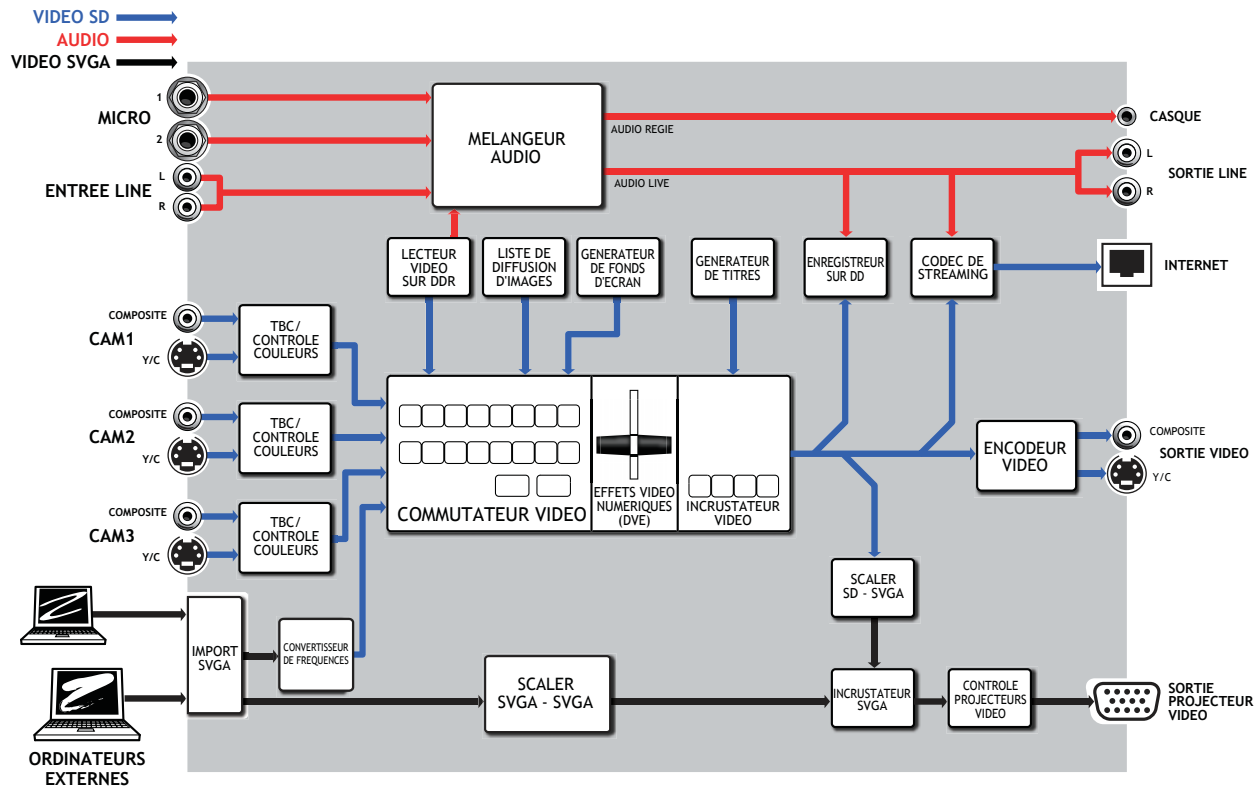 VIDEO SD
AUDIO
VIDEO SVGA
1
MICRO
2
L
ENTREE LINE
R
MELANGEUR
AUDIO
AUDIO REGIE
AUDIO LIVE
CASQUE
L
SORTIE LINE
R
LECTEUR
VIDEO
SUR DDR
LISTE DE
DIFFUSION
D'IMAGES
GENERATEUR
DE FONDS
D'ECRAN
GENERATEUR
DE TITRES
ENREGISTREUR
SUR DD
CODEC DE
STREAMING
INTERNET
COMPOSITE
CAM1
Y/C
TBC/
CONTROLE
COULEURS
COMPOSITE
CAM2
Y/C
TBC/
CONTROLE
COULEURS
COMPOSITE
CAM3
Y/C
TBC/
CONTROLE
COULEURS
COMMUTATEUR VIDEO
EFFETS VIDEO
NUMERIQUES
(DVE)
INCRUSTATEUR
VIDEO
ENCODEUR
VIDEO
COMPOSITE
SORTIE VIDEO
Y/C
SCALER
SD - SVGA
IMPORT
SVGA
CONVERTISSEUR
DE FREQUENCES
SCALER
SVGA - SVGA
INCRUSTATEUR
SVGA
CONTROLE
PROJECTEURS
VIDEO
SORTIE
PROJECTEUR
VIDEO
ORDINATEURS
EXTERNES